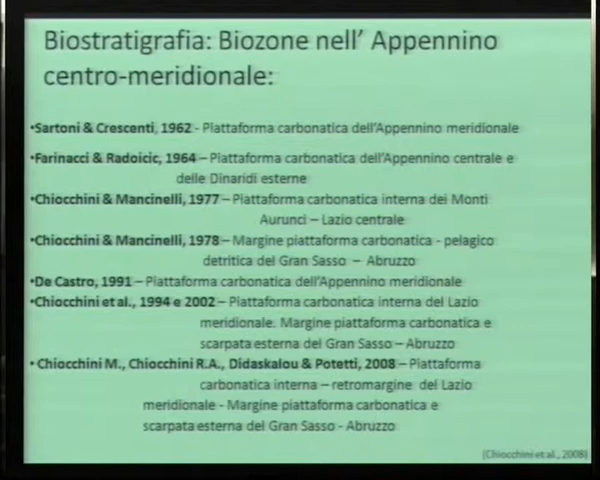 Biostratigrafia: Biozone nell' Appennino
centro-meridionale:
•Sartoni & Crescenti, 1962 - Piattaforma carbonatica dell'Appennino meridionale
•Farinacci & Radoicic, 1964 – Piattaforma carbonatica dell'Appennino centrale e
delle Dinaridi esterne
•Chiocchini & Mancinelli, 1977 – Piattaforma carbonatica interna dei Monti
Aurunci – Lazio centrale
•Chiocchini & Mancinelli, 1978 – Margine piattaforma carbonatica - pelagico
detritica del Gran Sasso – Abruzzo
•De Castro, 1991 – Piattaforma carbonatica dell'Appennino meridionale
•Chiocchini et al., 1994 e 2002 – Piattaforma carbonatica interna del Lazio
meridionale. Margine piattaforma carbonatica e
scarpata esterna del Gran Sasso – Abruzzo
• Chiocchini M., Chiocchini R.A., Didaskalou & Potetti, 2008 – Piattaforma
carbonatica interna – retromargine del Lazio
meridionale - Margine piattaforma carbonatica e
scarpata esterna del Gran Sasso - Abruzzo
(Chiocchini et al., 2008)